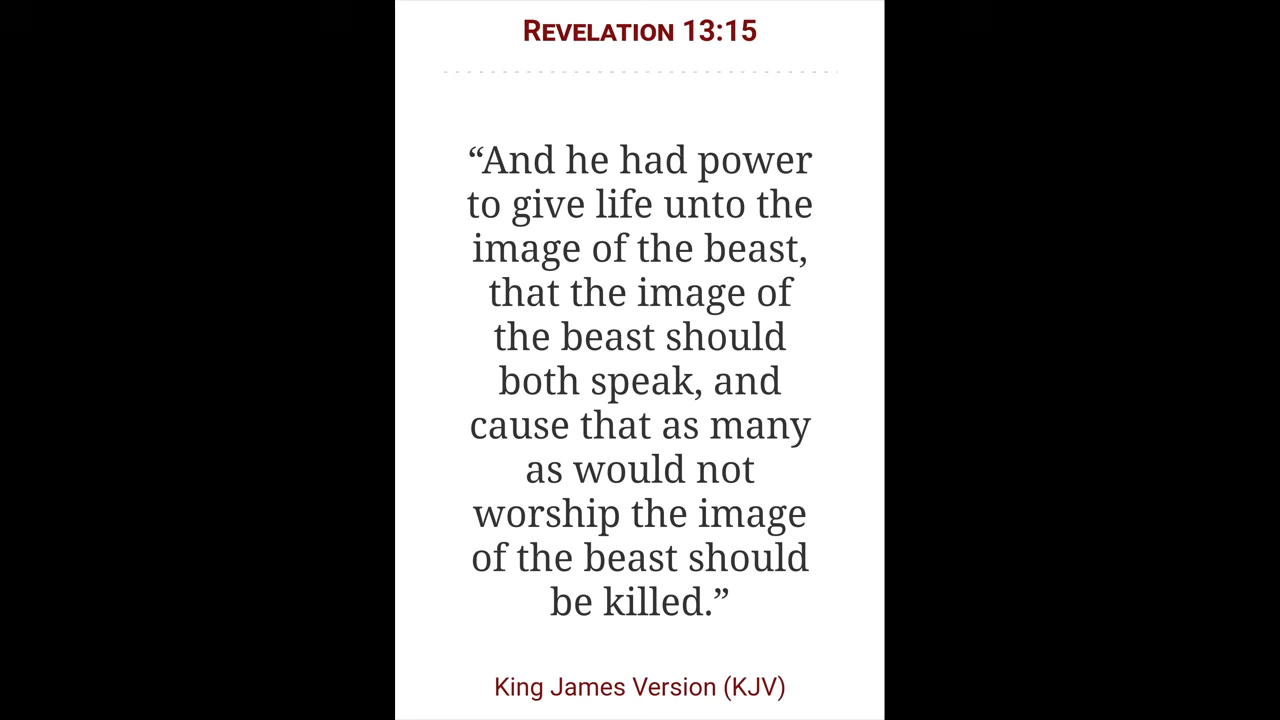 Revelation 13:15
“And he had power
to give life unto the
image of the beast,
that the image of
the beast should
both speak, and
cause that as many
as would not
worship the image
of the beast should
be killed.”
King James Version (KJV)